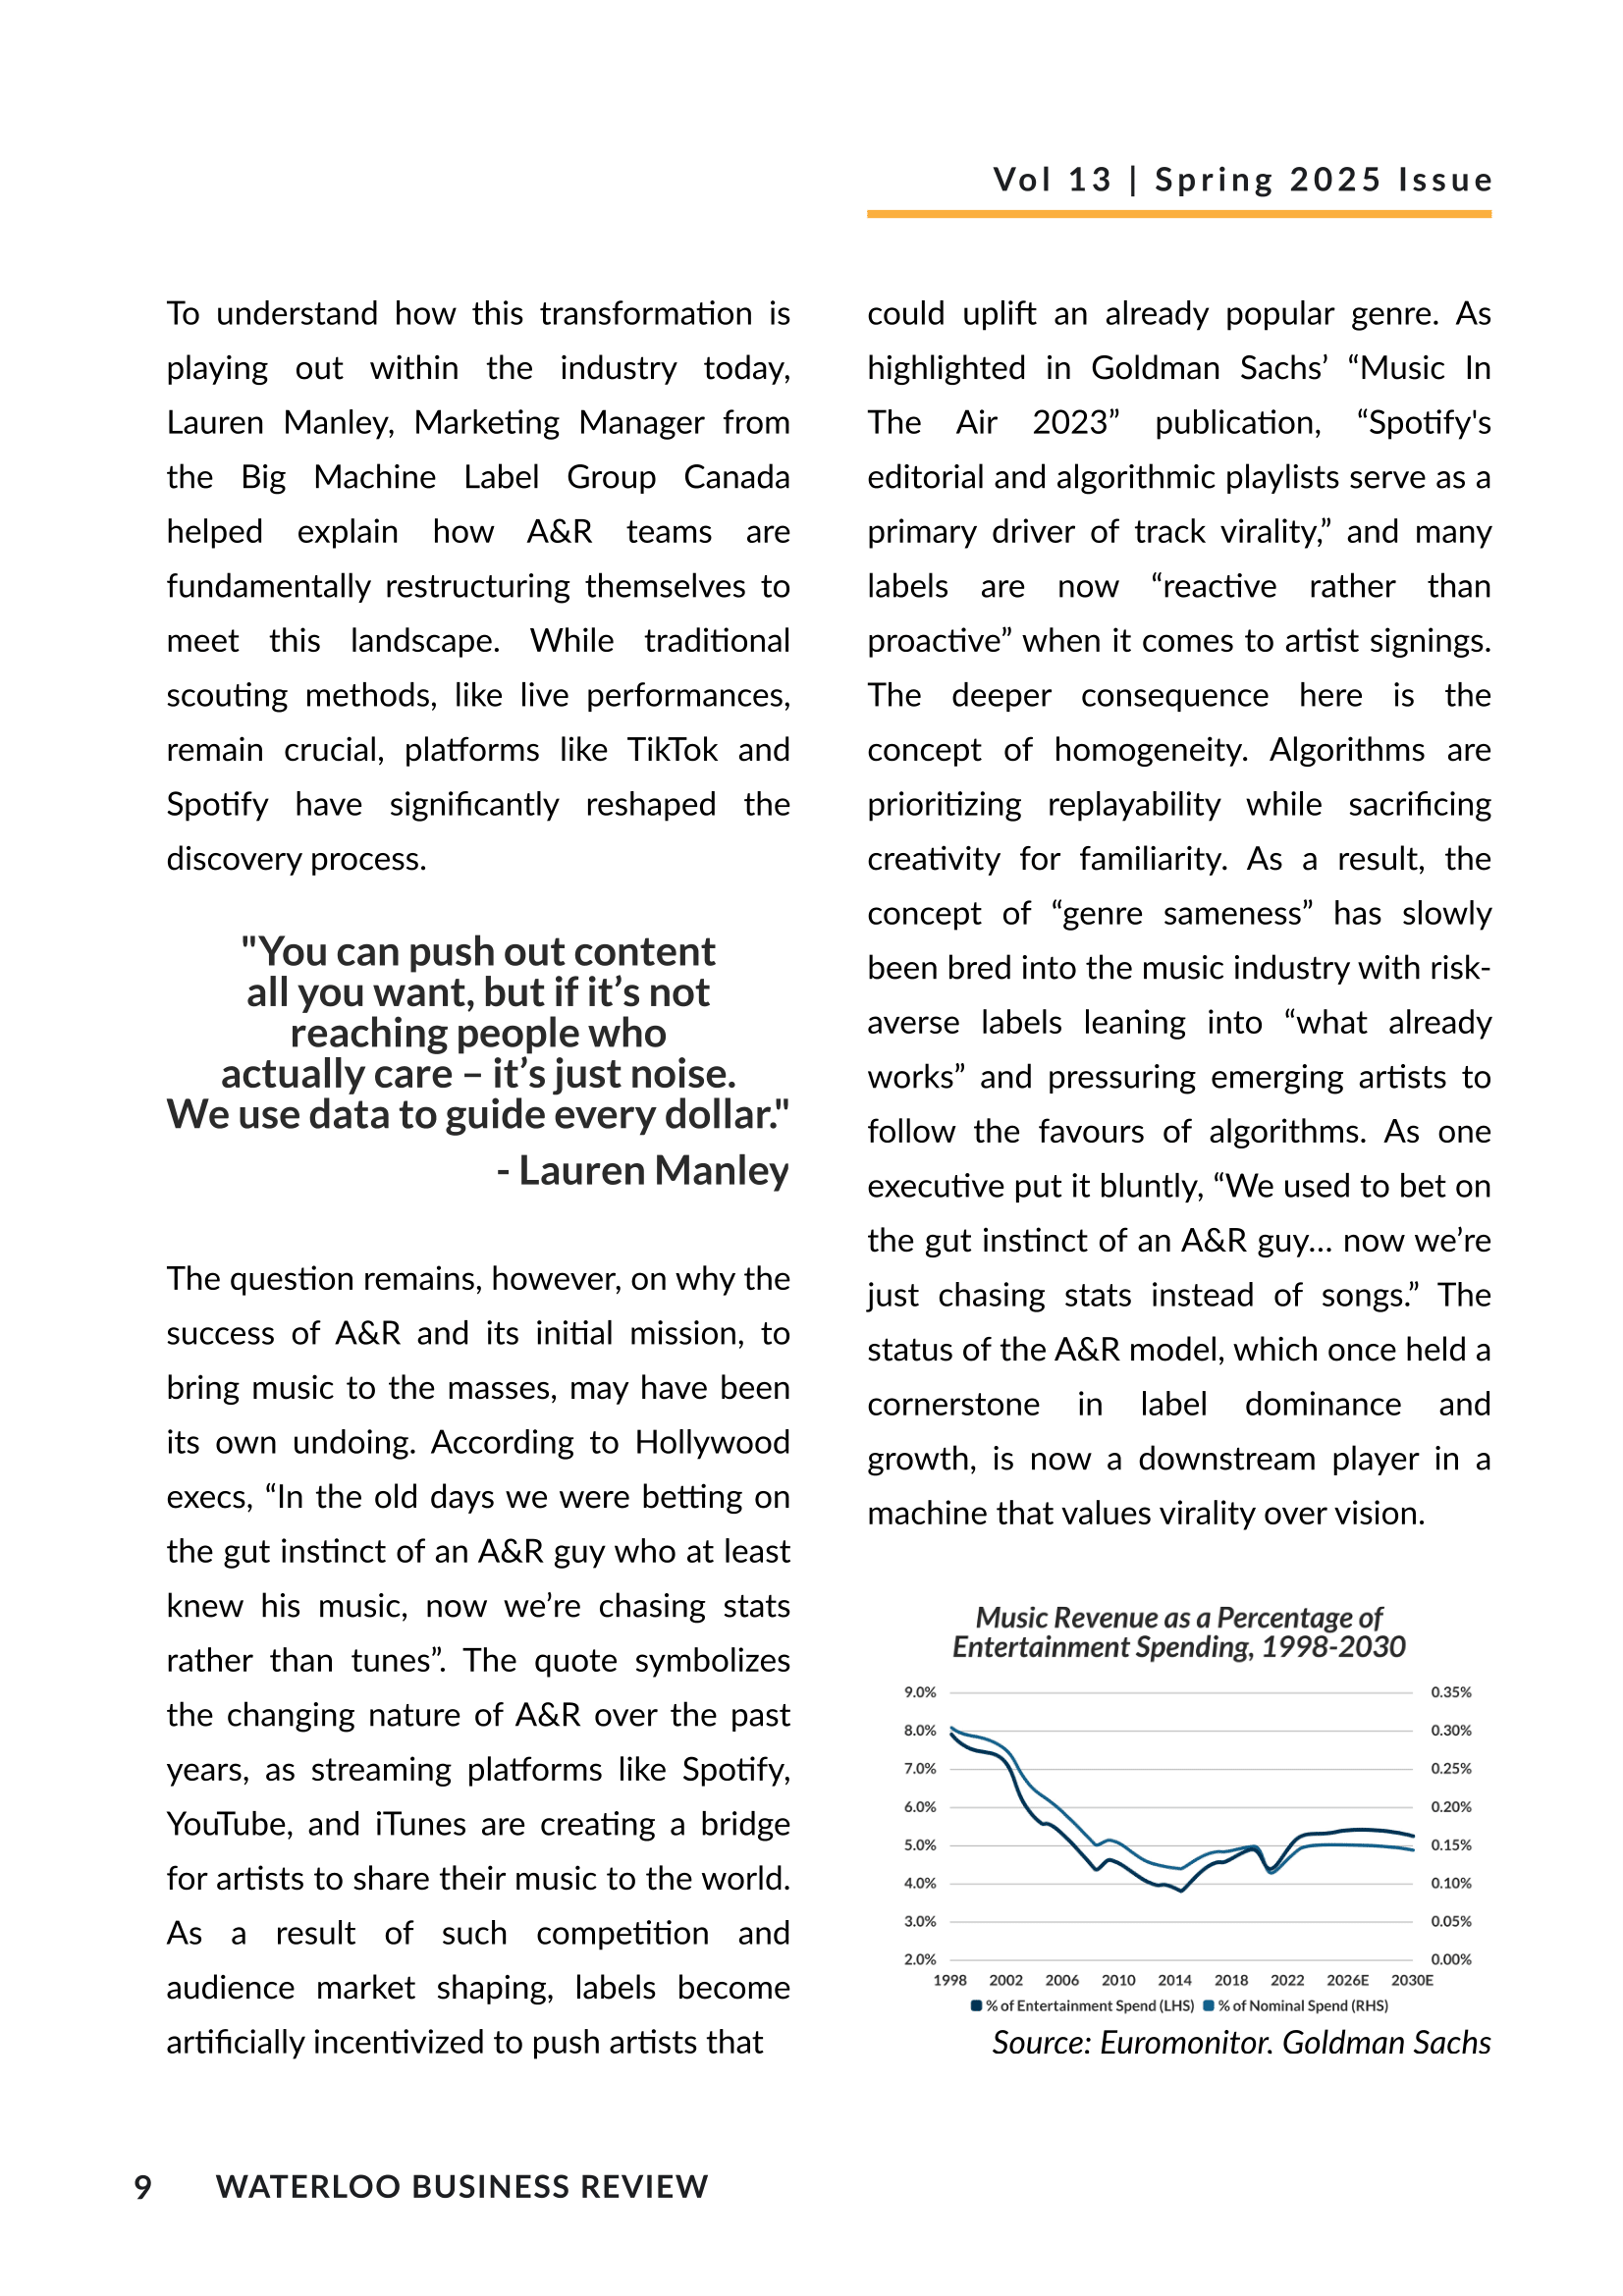 Vol 13 | Spring 2025 Issue
To understand how this transformation is
playing out within the industry today,
Lauren Manley, Marketing Manager from
the Big Machine Label Group Canada
helped explain how A&R teams are
fundamentally restructuring themselves to
meet this landscape. While traditional
scouting methods, like live performances,
remain crucial, platforms like TikTok and
Spotify have significantly reshaped the
discovery process.
"You can push out content
all you want, but if it’s not
reaching people who
actually care – it’s just noise.
We use data to guide every dollar."
- Lauren Manley
The question remains, however, on why the
success of A&R and its initial mission, to
bring music to the masses, may have been
its own undoing. According to Hollywood
execs, “In the old days we were betting on
the gut instinct of an A&R guy who at least
knew his music, now we’re chasing stats
rather than tunes”. The quote symbolizes
the changing nature of A&R over the past
years, as streaming platforms like Spotify,
YouTube, and iTunes are creating a bridge
for artists to share their music to the world.
As a result of such competition and
audience market shaping, labels become
artificially incentivized to push artists that
could uplift an already popular genre. As
highlighted in Goldman Sachs’ “Music In
The Air 2023” publication, “Spotify's
editorial and algorithmic playlists serve as a
primary driver of track virality,” and many
labels are now “reactive rather than
proactive” when it comes to artist signings.
The deeper consequence here is the
concept of homogeneity. Algorithms are
prioritizing replayability while sacrificing
creativity for familiarity. As a result, the
concept of “genre sameness” has slowly
been bred into the music industry with risk-
averse labels leaning into “what already
works” and pressuring emerging artists to
follow the favours of algorithms. As one
executive put it bluntly, “We used to bet on
the gut instinct of an A&R guy... now we’re
just chasing stats instead of songs.” The
status of the A&R model, which once held a
cornerstone in label dominance and
growth, is now a downstream player in a
machine that values virality over vision.
Music Revenue as a Percentage of
Entertainment Spending, 1998-2030
9.0% 0.35%
8.0% 0.30%
7.0% 0.25%
6.0% 0.20%
5.0% 0.15%
4.0% 0.10%
3.0% 0.05%
2.0% 0.00%
1998 2002 2006 2010 2014 2018 2022 2026E 2030E
% of Entertainment Spend (LHS) % of Nominal Spend (RHS)
Source: Euromonitor. Goldman Sachs
9 WATERLOO BUSINESS REVIEW